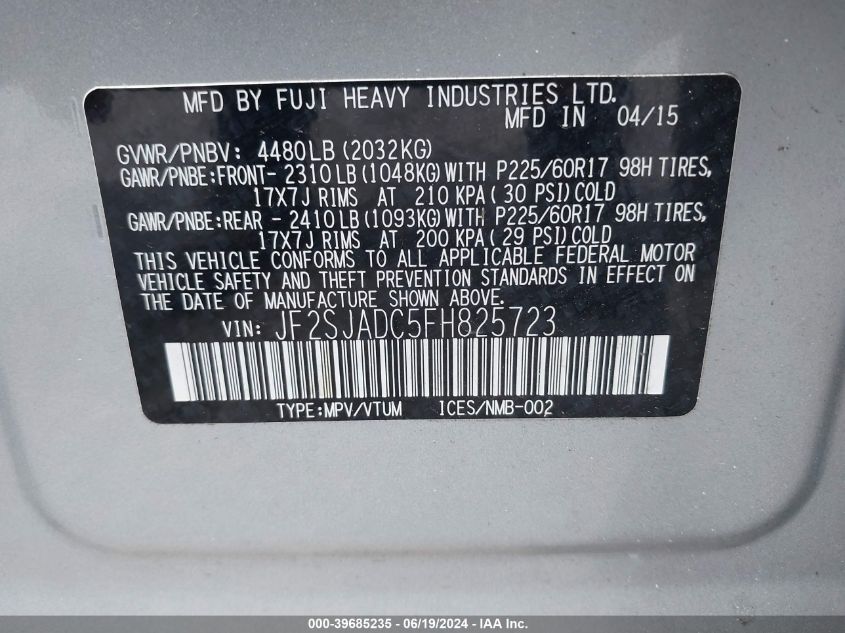 MFD BY FUJI HEAVY INDUSTRIES LTD.
MFD IN 04/15
GVWR/PNBV: 4480LB (2032KG)
GAWR/PNBE:FRONT- 2310LB (1048KG) WITH P225/60R17 98H TIRES,
17X7J RIMS AT 210 KPA( 30 PSI) COLD
GAWR/PNBE:REAR - 2410LB (1093KG) WITH P225/60R17 98H TIRES,
17X7J RIMS AT 200 KPA( 29 PSI) COLD
THIS VEHICLE CONFORMS TO ALL APPLICABLE FEDERAL MOTOR
VEHICLE SAFETY AND THEFT PREVENTION STANDARDS IN EFFECT ON
THE DATE OF MANUFACTURE SHOWN ABOVE.
VIN: JF2SJADC5FH825723
TYPE:MPV/VTUM ICES/NMB-002
000-39685235 - 06/19/2024 - IAA Inc.